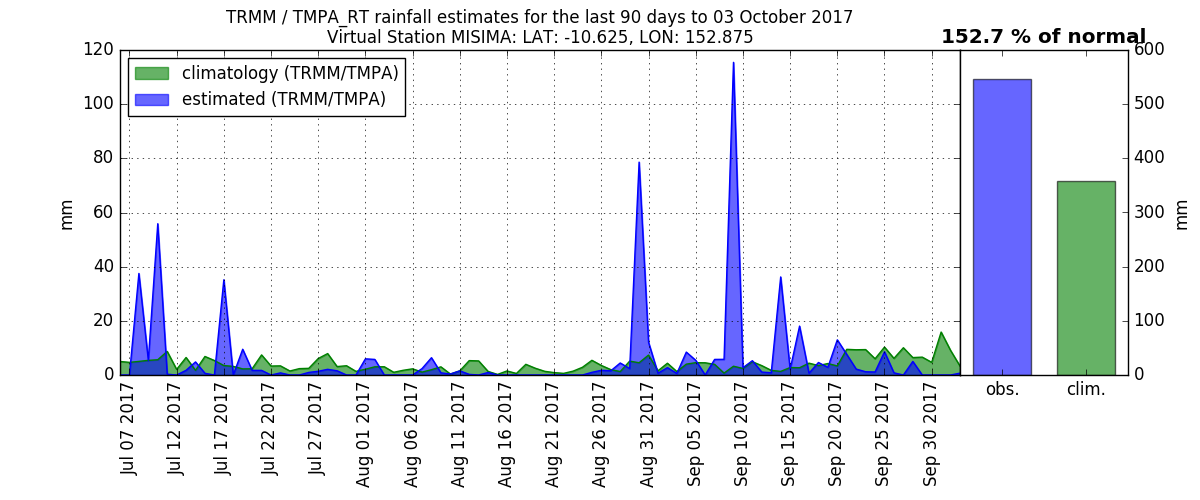 TRMM / TMPA_RT rainfall estimates for the last 90 days to 03 October 2017
Virtual Station MISIMA: LAT: -10.625, LON: 152.875
152.7 % of normal
climatology (TRMM/TMPA)
estimated (TRMM/TMPA)
mm
120
100
80
60
40
20
0
Jul 07 2017
Jul 12 2017
Jul 17 2017
Jul 22 2017
Jul 27 2017
Aug 01 2017
Aug 06 2017
Aug 11 2017
Aug 16 2017
Aug 21 2017
Aug 26 2017
Aug 31 2017
Sep 05 2017
Sep 10 2017
Sep 15 2017
Sep 20 2017
Sep 25 2017
Sep 30 2017
600
500
400
300
200
100
0
mm
obs.
clim.